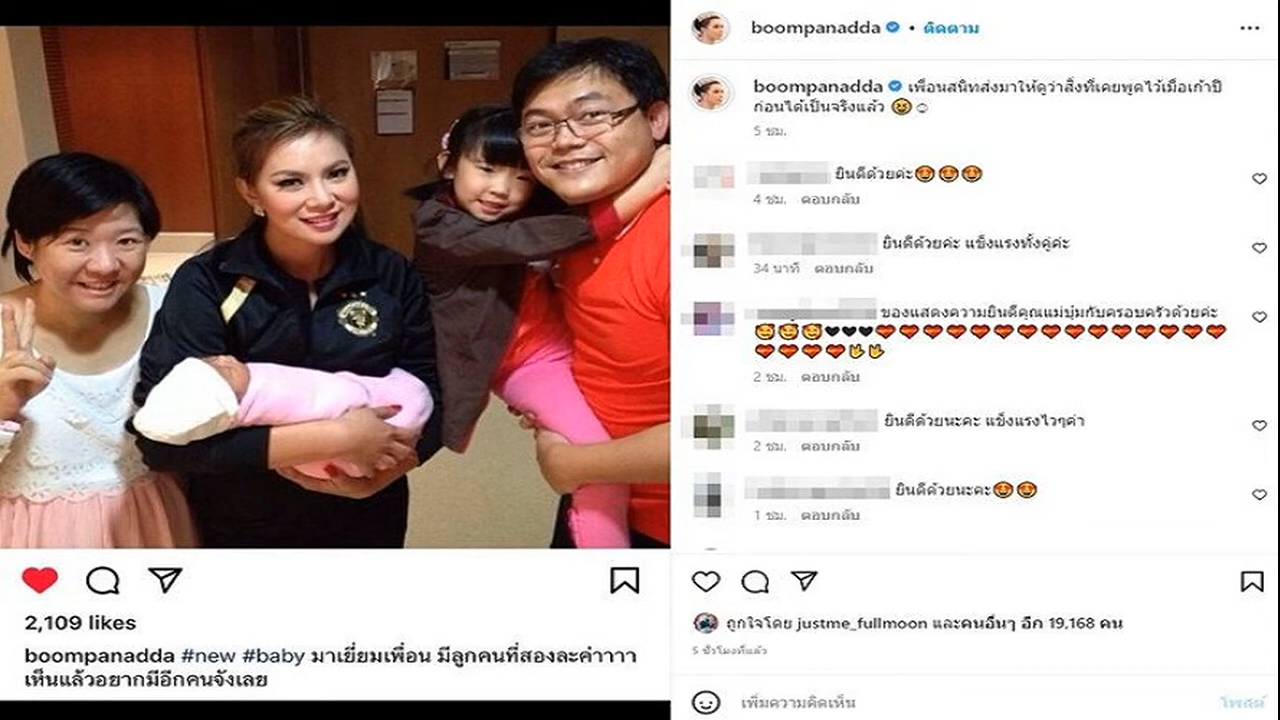 2,109 likes
boompanadda #new #baby มาเยี่ยมเพื่อน มีลูกคนที่สองละค่าาาา
เห็นแล้วอยากมีอีกคนจังเลย
boompanadda • ติดตาม
boompanadda เพื่อนสนิทส่งมาให้ดูว่าสิ่งที่เคยพูดไว้เมื่อเก้าปี
ก่อนได้เป็นจริงแล้ว
5 ชม.
ยินดีด้วยค่ะ
4 ชม. ตอบกลับ
ยินดีด้วยค่ะ แข็งแรงทั้งคู่ค่ะ
34 นาที ตอบกลับ
ของแสดงความยินดีคุณแม่บุ๋มกับครอบครัวด้วยค่ะ
2 ชม. ตอบกลับ
ยินดีด้วยนะคะ แข็งแรงไวๆค่า
2 ชม. ตอบกลับ
ยินดีด้วยนะคะ
1 ชม. ตอบกลับ
ถูกใจโดย justme_fullmoon และคนอื่นๆ อีก 19,168 คน
5 ชั่วโมงที่แล้ว
เพิ่มความคิดเห็น
โพสต์